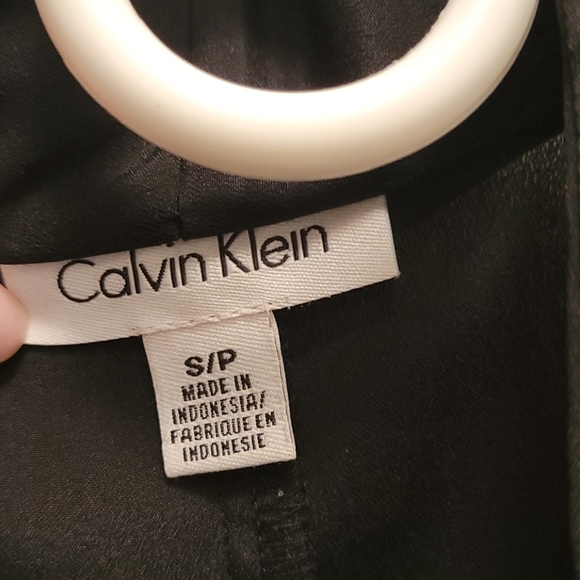 Calvin Klein
S/P
MADE IN
INDONESIA/
FABRIQUE EN
INDONESIE